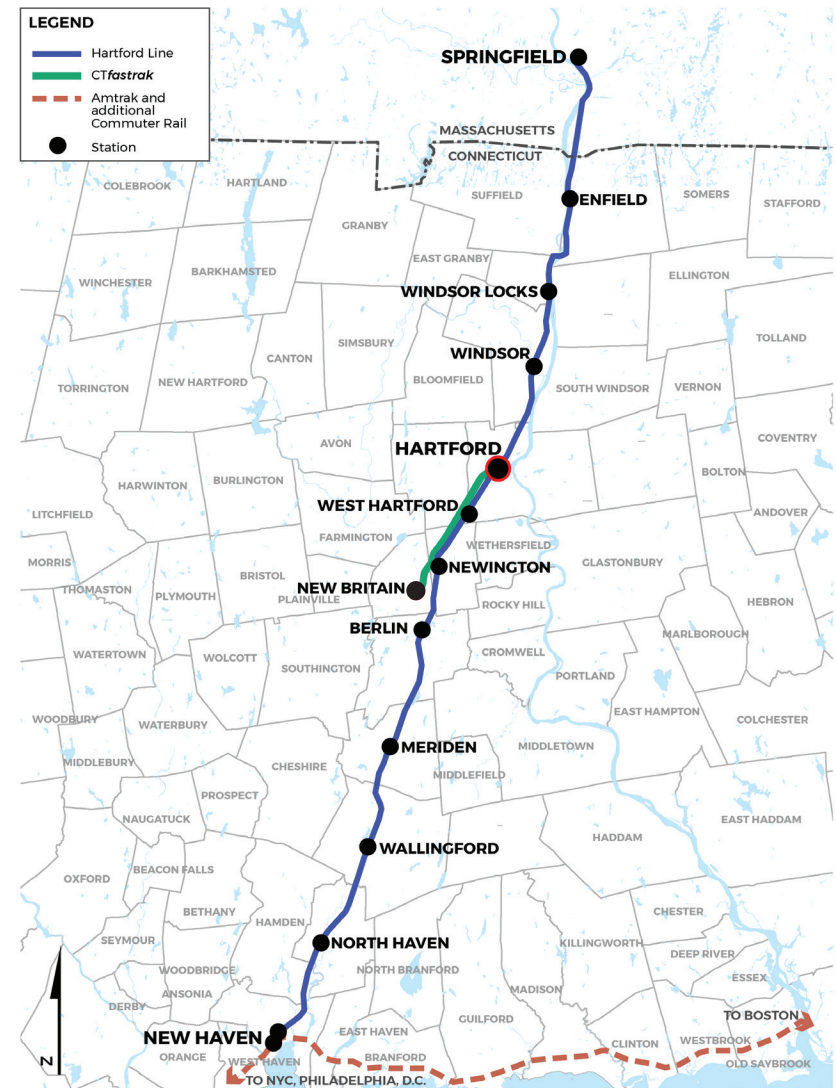 LEGEND
Hartford Line
CTfastrak
Amtrak and
additional
Commuter Rail
Station
SPRINGFIELD
MASSACHUSETTS
CONNECTICUT
COLEBROOK
HARTLAND
SUFFIELD
ENFIELD
SOMERS
STAFFORD
GRANBY
EAST GRANBY
WINCHESTER
BARKHAMSTED
ELLINGTON
WINDSOR LOCKS
TOLLAND
SIMSBURY
CANTON
WINDSOR
TORRINGTON
NEW HARTFORD
BLOOMFIELD
SOUTH WINDSOR
VERNON
AVON
HARTFORD
COVENTRY
HARWINTON
BURLINGTON
BOLTON
WEST HARTFORD
LITCHFIELD
ANDOVER
FARMINGTON
WETHERSFIELD
MORRIS
THOMASTON
PLYMOUTH
BRISTOL
PLAINVILLE
NEWINGTON
GLASTONBURY
NEW BRITAIN
ROCKY HILL
HEBRON
BERLIN
MARLBOROUGH
WATERTOWN
WOLCOTT
SOUTHINGTON
CROMWELL
PORTLAND
WOODBURY
WATERBURY
EAST HAMPTON
COLCHESTER
MERIDEN
MIDDLETOWN
MIDDLEBURY
CHESHIRE
MIDDLEFIELD
PROSPECT
NAUGATUCK
EAST HADDAM
HADDAM
WALLINGFORD
BEACON FALLS
OXFORD
BETHANY
CHESTER
HAMDEN
SEYMOUR
NORTH HAVEN
KILLINGWORTH
DEEP RIVER
WOODBRIDGE
NORTH BRANFORD
ESSEX
ANSONIA
MADISON
DERBY
GUILFORD
TO BOSTON
NEW HAVEN
EAST HAVEN
CLINTON
WESTBROOK
ORANGE
WEST HAVEN
BRANFORD
OLD SAYBROOK
TO NYC, PHILADELPHIA, D.C.
N